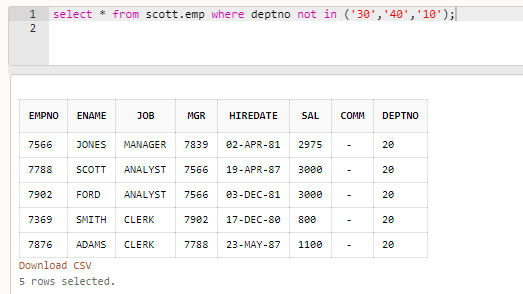 1 select * from scott.emp where deptno not in ('30','40','10');
2
EMPNO ENAME JOB MGR HIREDATE SAL COMM DEPTNO
7566 JONES MANAGER 7839 02-APR-81 2975 - 20
7788 SCOTT ANALYST 7566 19-APR-87 3000 - 20
7902 FORD ANALYST 7566 03-DEC-81 3000 - 20
7369 SMITH CLERK 7902 17-DEC-80 800 - 20
7876 ADAMS CLERK 7788 23-MAY-87 1100 - 20
Download CSV
5 rows selected.